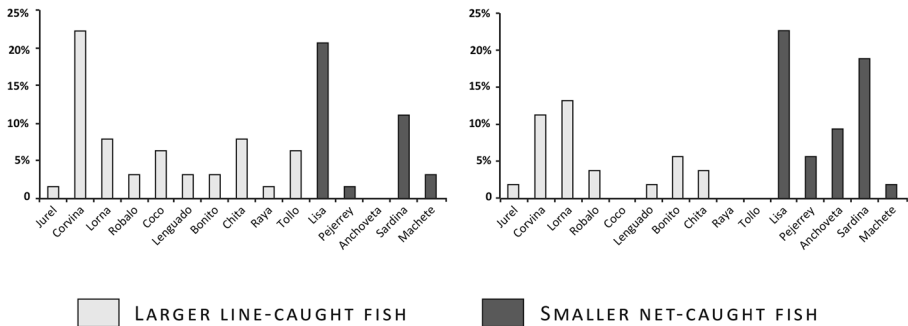 25%
20%
15%
10%
5%
0
Jurel
Corvina
Lorna
Robalo
Coco
Lenguado
Bonito
Chita
Raya
Tollo
Lisa
Pejerrey
Anchoveta
Sardina
Machete
25%
20%
15%
10%
5%
0
Jurel
Corvina
Lorna
Robalo
Coco
Lenguado
Bonito
Chita
Raya
Tollo
Lisa
Pejerrey
Anchoveta
Sardina
Machete
LARGER LINE-CAUGHT FISH
SMALLER NET-CAUGHT FISH